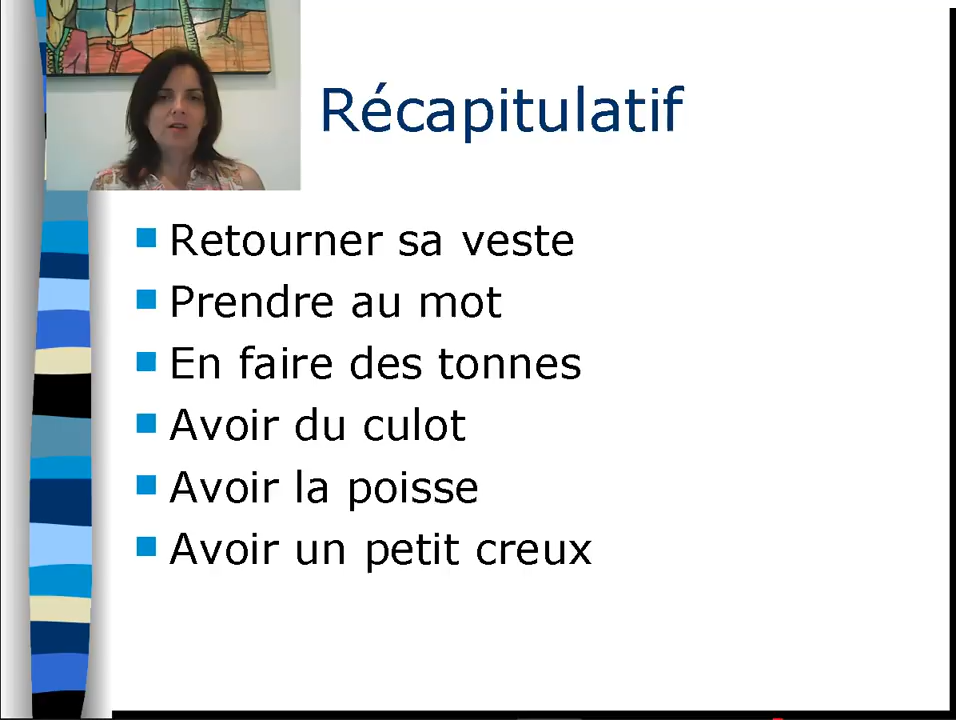 Récapitulatif
Retourner sa veste
Prendre au mot
En faire des tonnes
Avoir du culot
Avoir la poisse
Avoir un petit creux